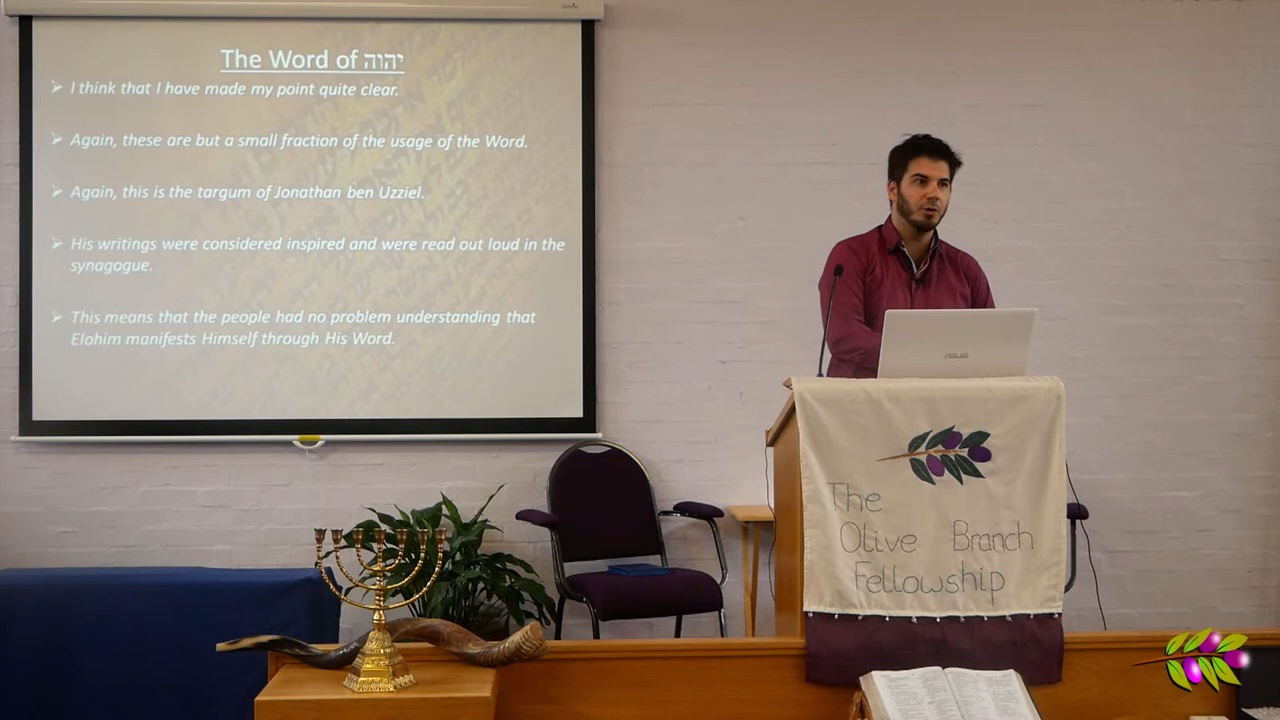 The Word of יהוה
➢ I think that I have made my point quite clear.
➢ Again, these are but a small fraction of the usage of the Word.
➢ Again, this is the targum of Jonathan ben Uzziel.
➢ His writings were considered inspired and were read out loud in the
synagogue.
➢ This means that the people had no problem understanding that
Elohim manifests Himself through His Word.
ASUS
The
Olive Branch
Fellowship